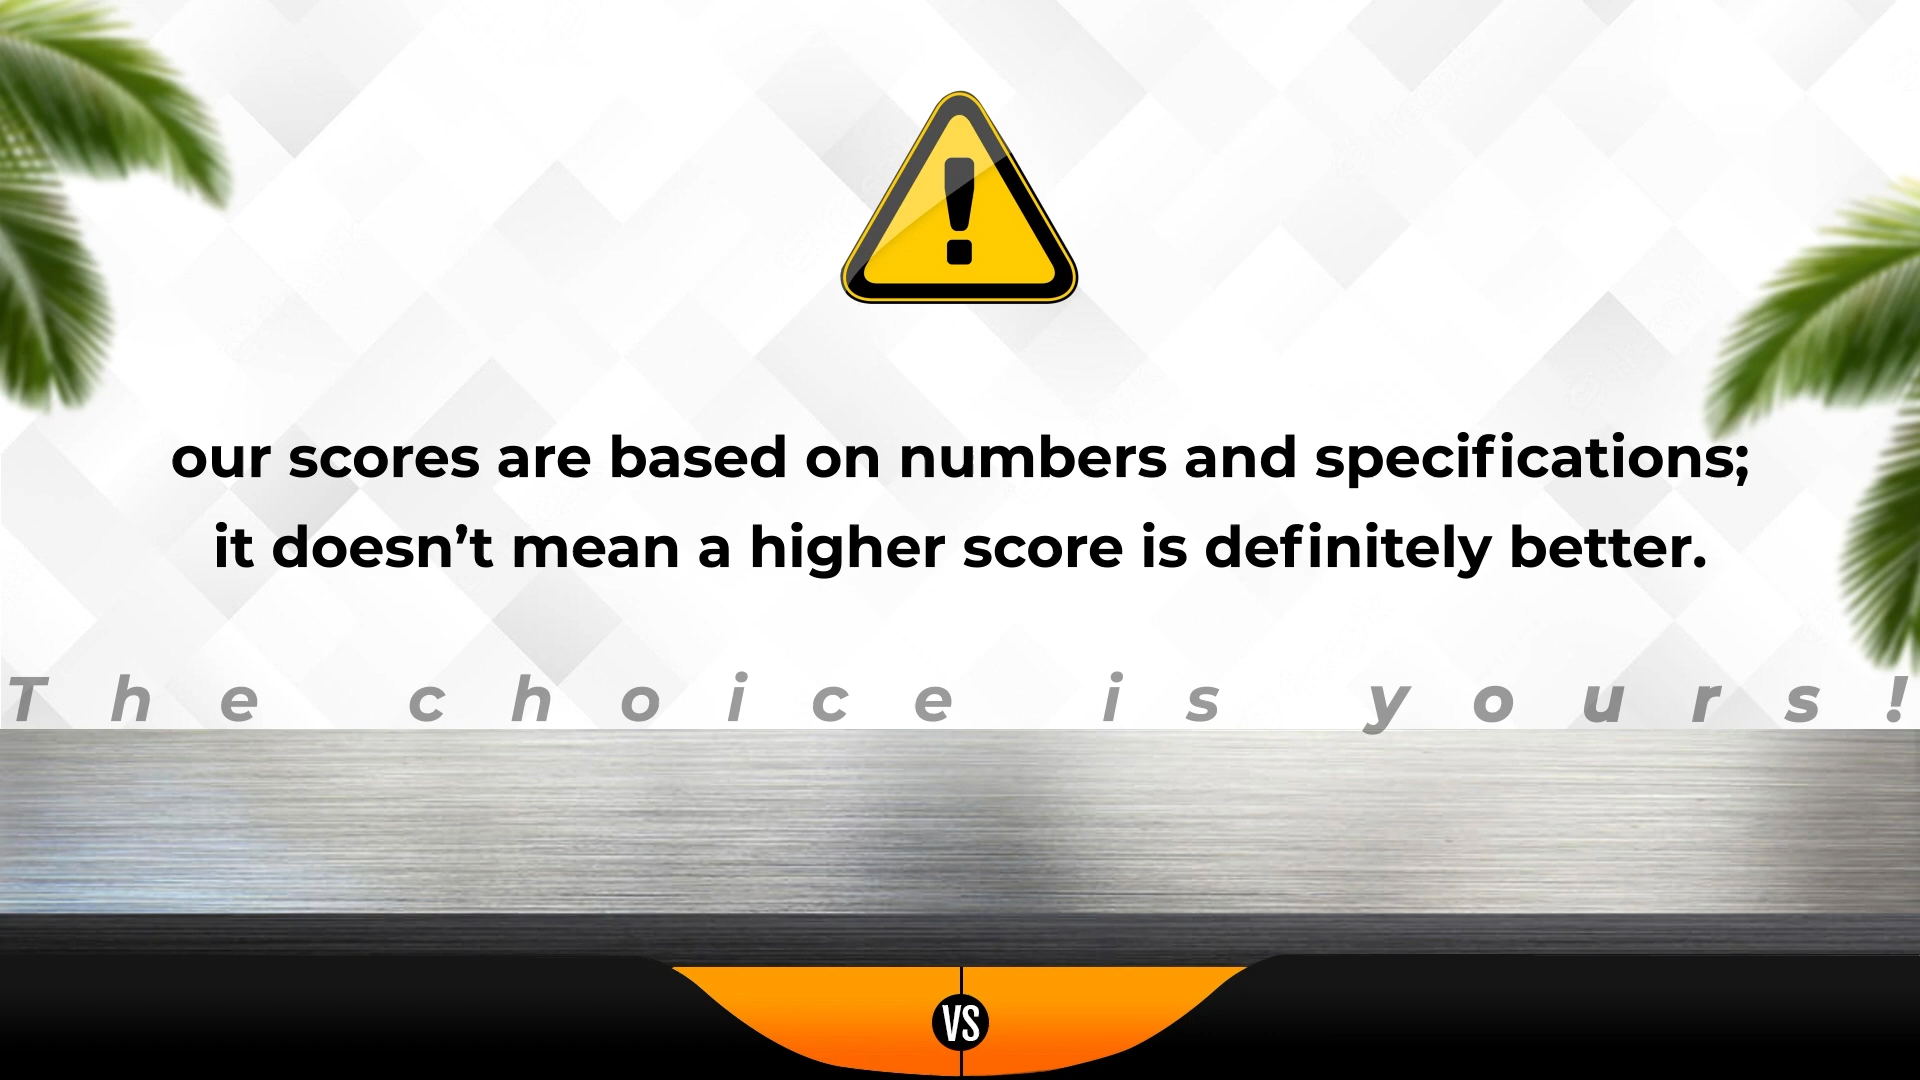 our scores are based on numbers and specifications;
it doesn’t mean a higher score is definitely better.
The choice is yours!
VS